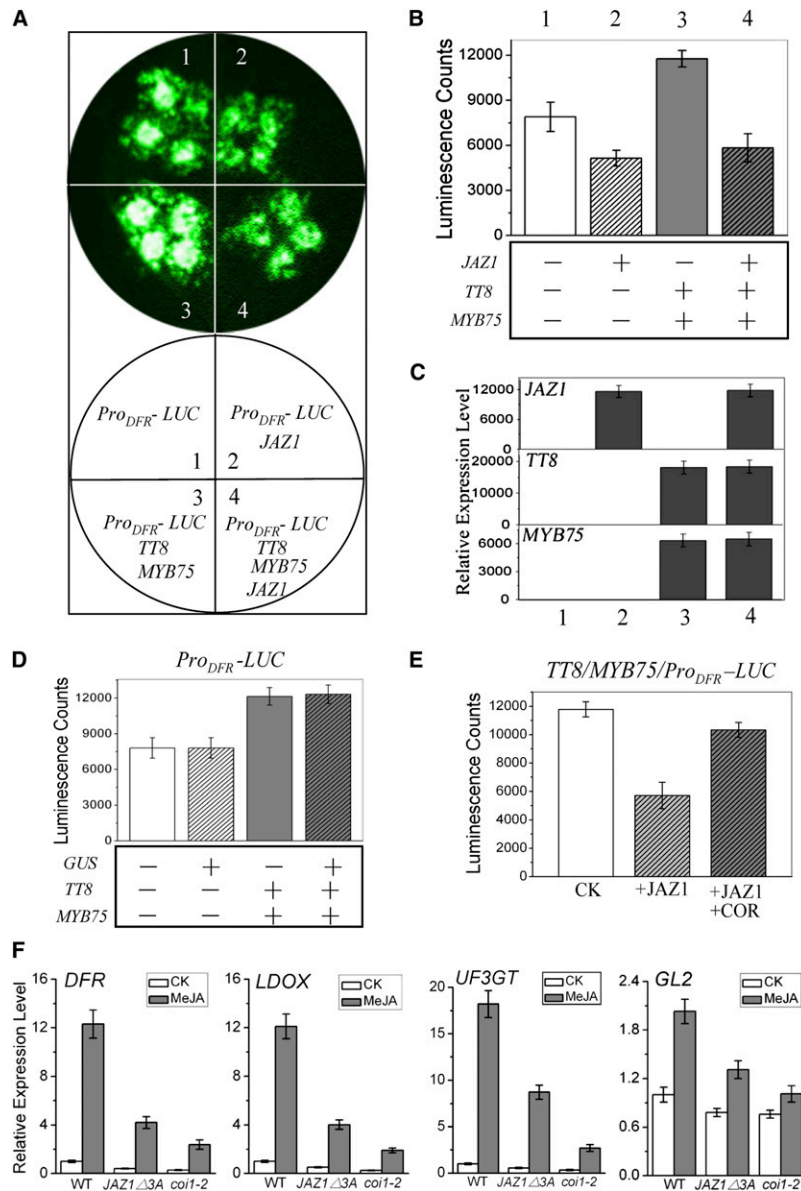 A
1 2
3 4
Pro_DFR- LUC
1
Pro_DFR- LUC
JAZ1
2
3
Pro_DFR- LUC
TT8
MYB75
4
Pro_DFR- LUC
TT8
MYB75
JAZ1
B
1 2 3 4
Luminescence Counts
12000
9000
6000
3000
0
JAZ1 — + — +
TT8 — — + +
MYB75 — — + +
C
Relative Expression Level
JAZ1
12000
6000
0
TT8
20000
10000
0
MYB75
6000
3000
0
1 2 3 4
D
Pro_DFR-LUC
Luminescence Counts
12000
9000
6000
3000
0
GUS — + — +
TT8 — — + +
MYB75 — — + +
E
TT8/MYB75/Pro_DFR–LUC
Luminescence Counts
12000
10000
8000
6000
4000
2000
0
CK +JAZ1 +JAZ1
+COR
F
Relative Expression Level
DFR
CK
MeJA
16
12
8
4
0
WT JAZ1△3A coi1-2
LDOX
CK
MeJA
16
12
8
4
0
WT JAZ1△3A coi1-2
UF3GT
CK
MeJA
20
15
10
5
0
WT JAZ1△3A coi1-2
GL2
CK
MeJA
2.4
1.8
1.2
0.6
0.0
WT JAZ1△3A coi1-2